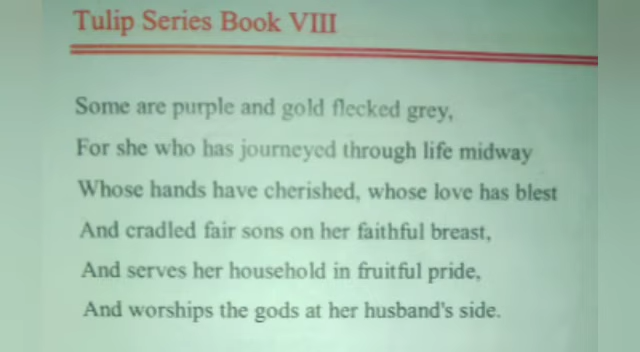 Tulip Series Book VIII
Some are purple and gold flecked grey,
For she who has journeyed through life midway
Whose hands have cherished, whose love has blest
And cradled fair sons on her faithful breast,
And serves her household in fruitful pride,
And worships the gods at her husband's side.